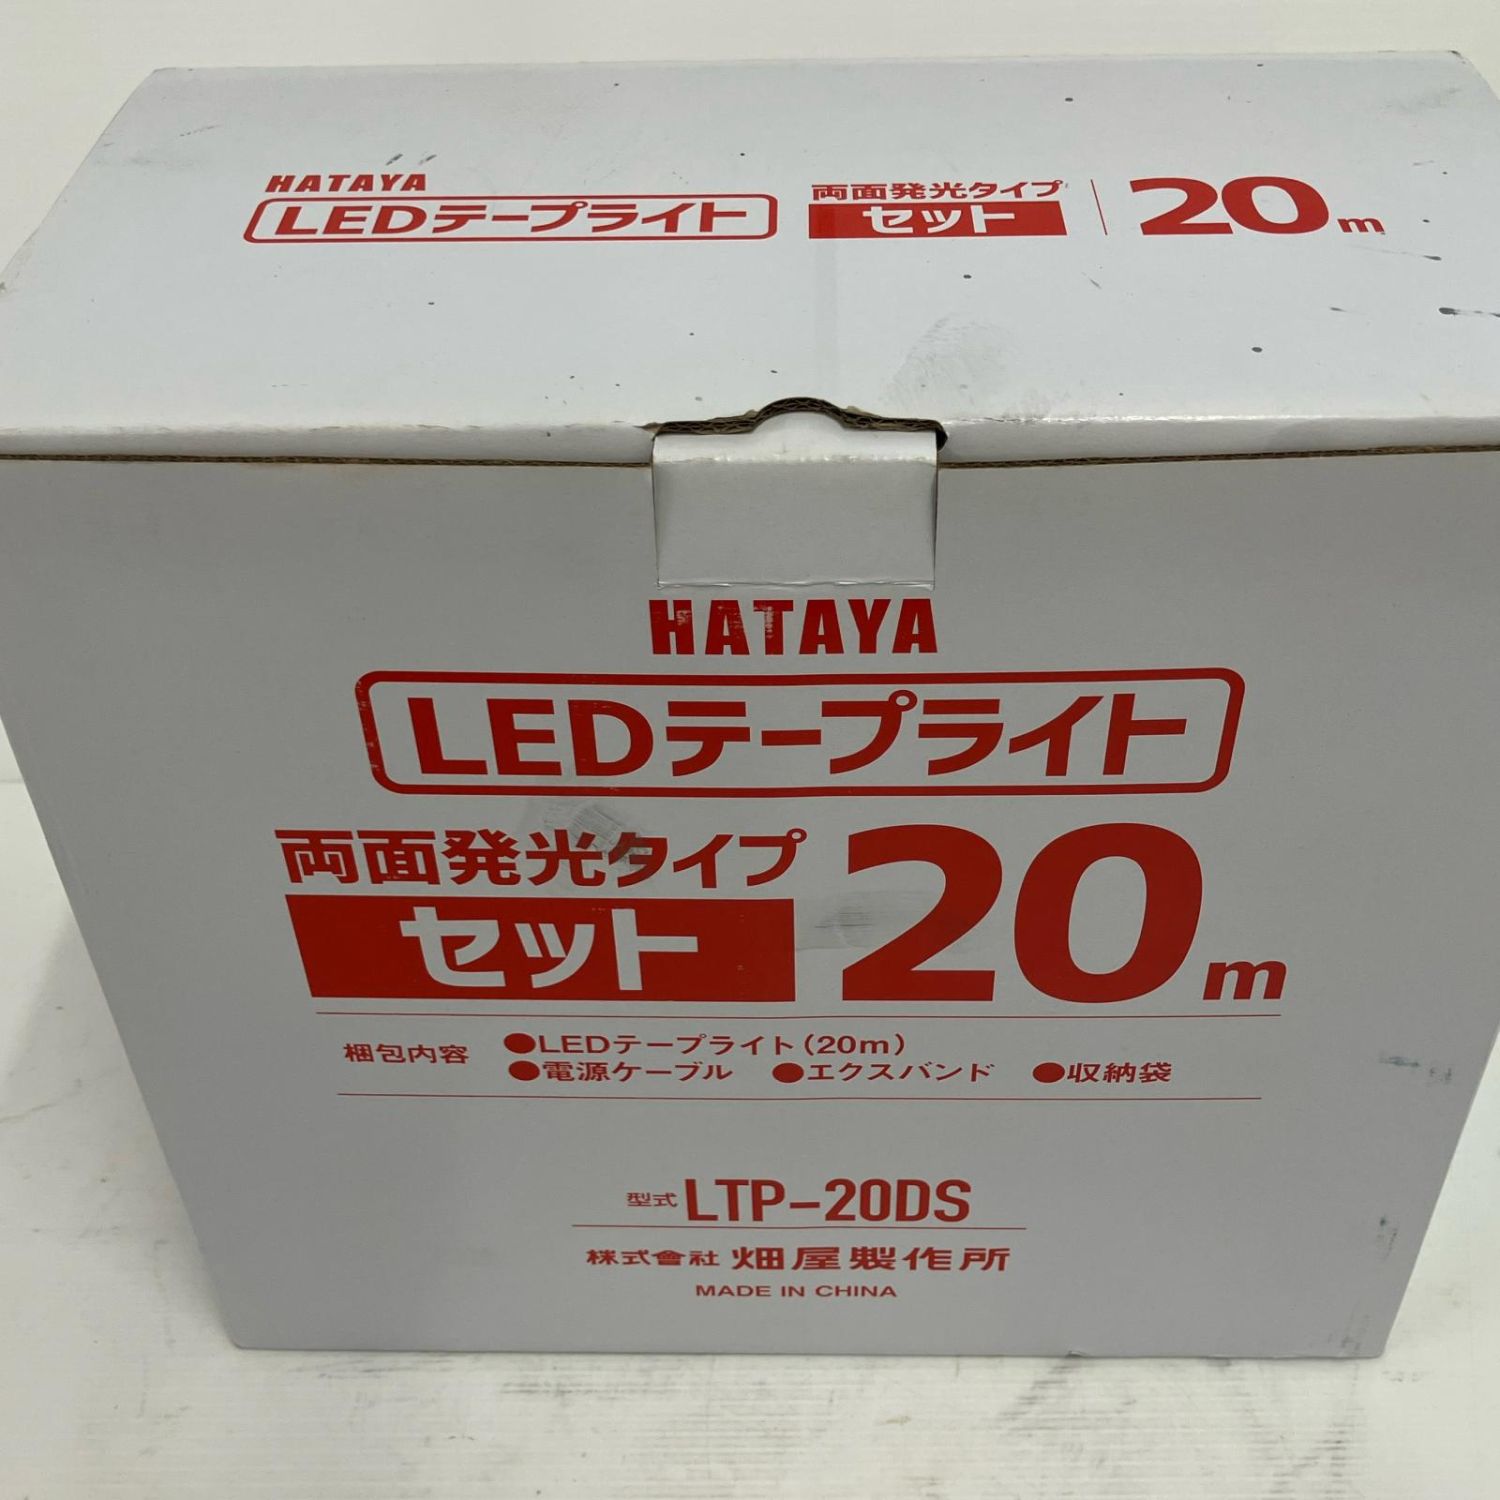 HATAYA
LEDテープライト
両面発光タイプ
セット
20m
HATAYA
LEDテープライト
両面発光タイプ
セット
20m
梱包内容
●LEDテープライト(20m)
●電源ケーブル ●エクスバンド ●収納袋
型式 LTP-20DS
株式會社 畑屋製作所
MADE IN CHINA